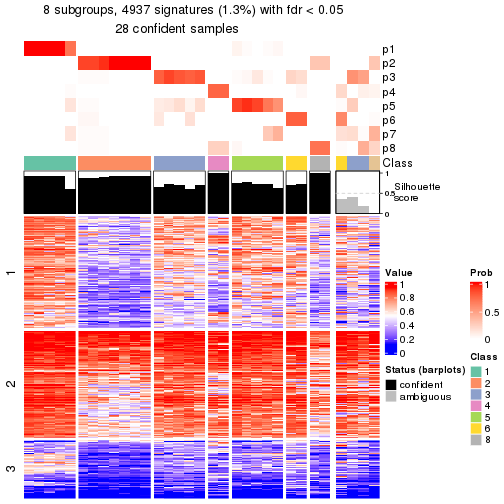 8 subgroups, 4937 signatures (1.3%) with fdr < 0.05
28 confident samples
p1
p2
p3
p4
p5
p6
p7
p8
Class
1
0.5
0
Silhouette
score
1
2
3
Value
1
0.8
0.6
0.4
0.2
0
Status (barplots)
confident
ambiguous
Prob
1
0.5
0
Class
1
2
3
4
5
6
8